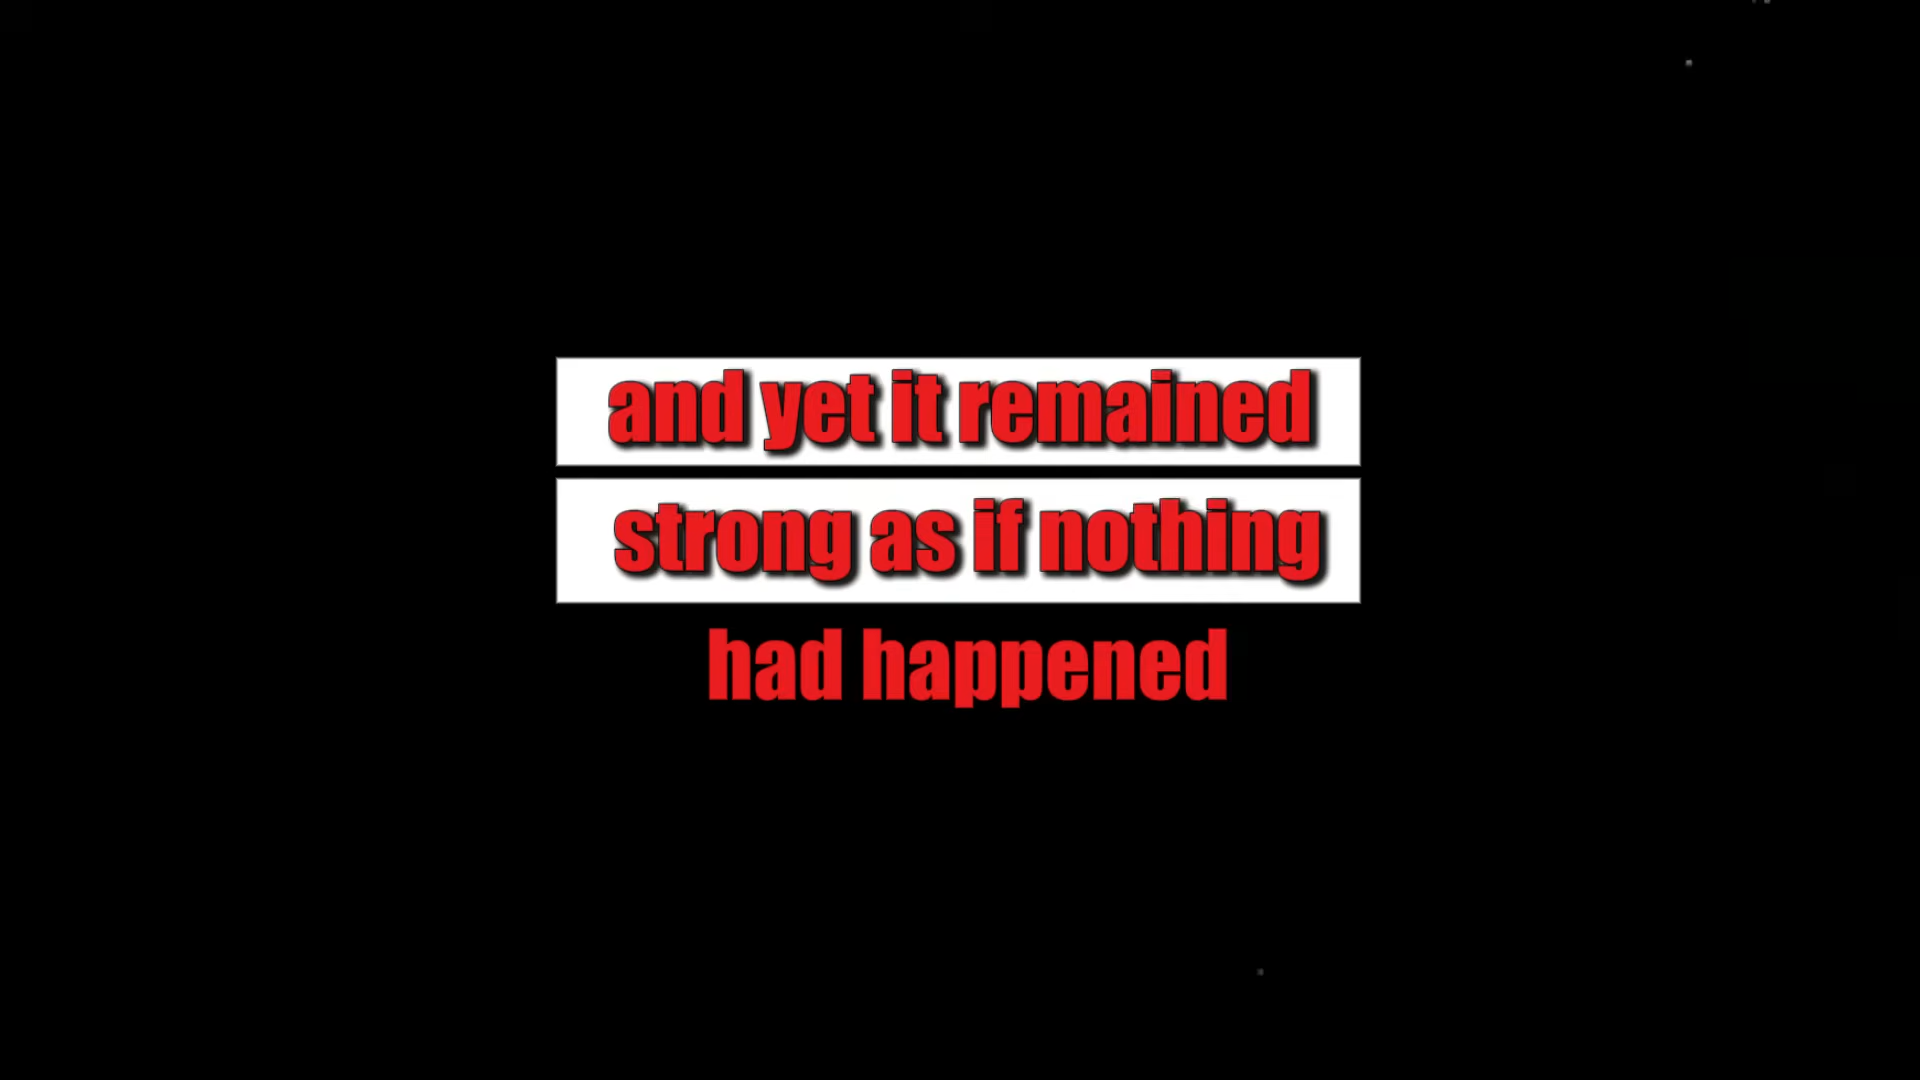 and yet it remained
strong as if nothing
had happened